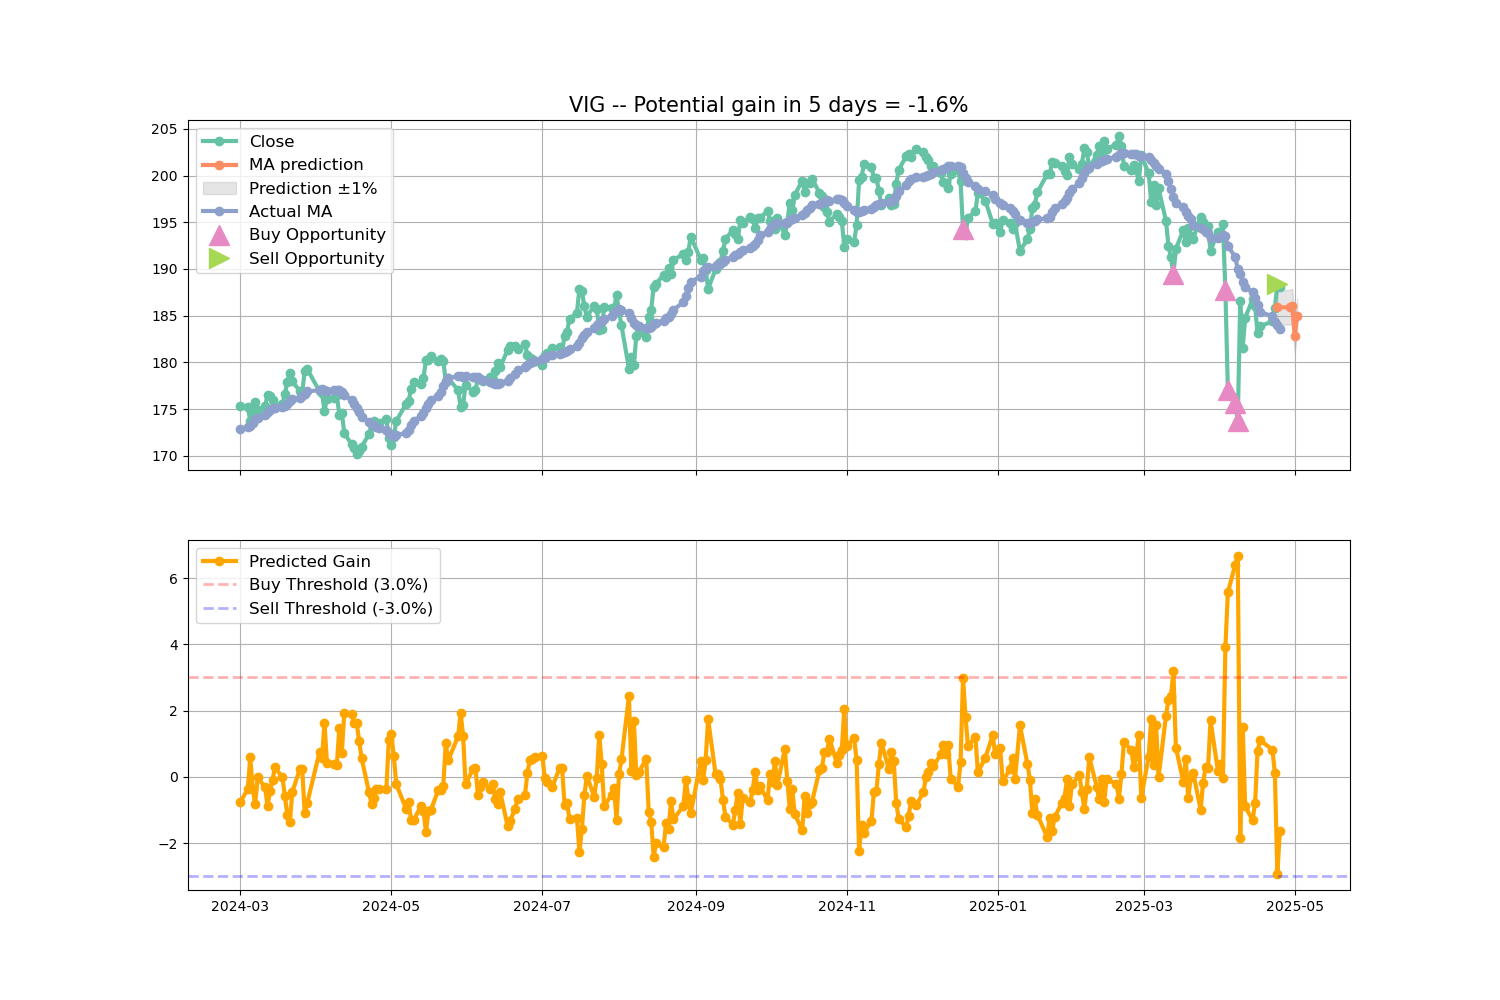 VIG -- Potential gain in 5 days = -1.6%
205
200
195
190
185
180
175
170
Close
MA prediction
Prediction ±1%
Actual MA
Buy Opportunity
Sell Opportunity
6
4
2
0
−2
Predicted Gain
Buy Threshold (3.0%)
Sell Threshold (-3.0%)
2024-03 2024-05 2024-07 2024-09 2024-11 2025-01 2025-03 2025-05